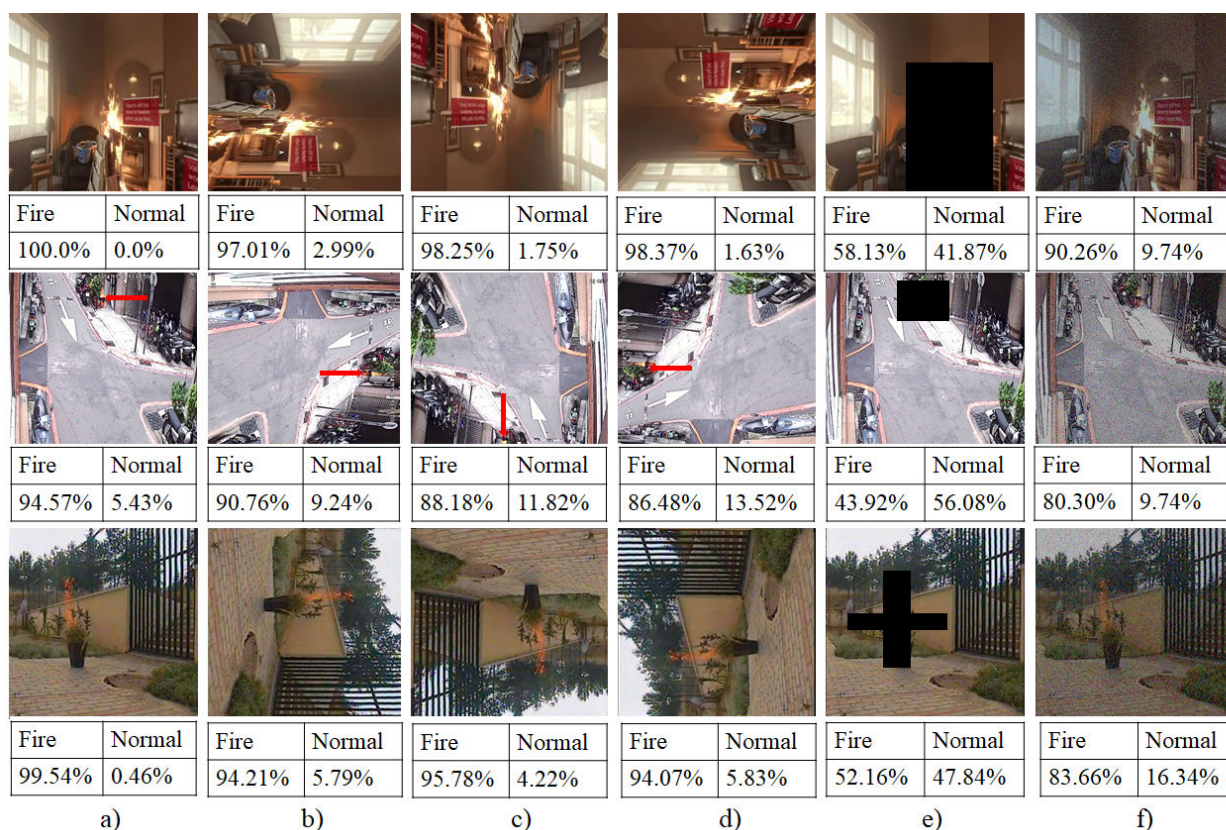 Fire Normal Fire Normal Fire Normal Fire Normal Fire Normal Fire Normal
100.0% 0.0% 97.01% 2.99% 98.25% 1.75% 98.37% 1.63% 58.13% 41.87% 90.26% 9.74%
Fire Normal Fire Normal Fire Normal Fire Normal Fire Normal Fire Normal
94.57% 5.43% 90.76% 9.24% 88.18% 11.82% 86.48% 13.52% 43.92% 56.08% 80.30% 9.74%
Fire Normal Fire Normal Fire Normal Fire Normal Fire Normal Fire Normal
99.54% 0.46% 94.21% 5.79% 95.78% 4.22% 94.07% 5.83% 52.16% 47.84% 83.66% 16.34%
a) b) c) d) e) f)